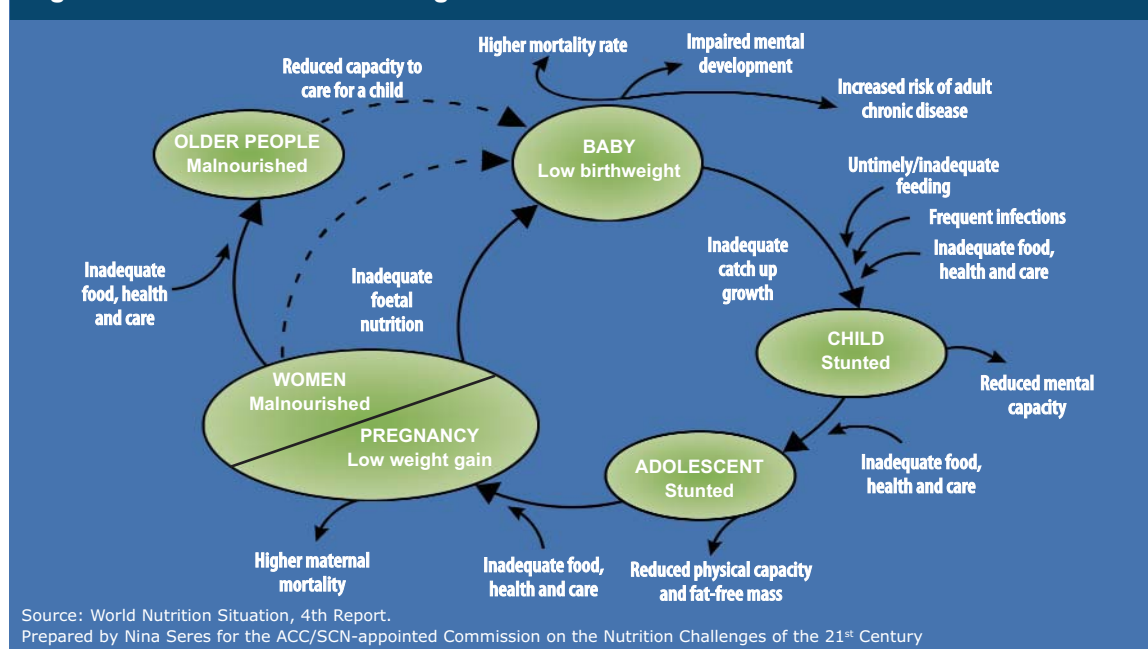 Higher mortality rate
Impaired mental
development
Reduced capacity to
care for a child
Increased risk of adult
chronic disease
OLDER PEOPLE
Malnourished
BABY
Low birthweight
Untimely/inadequate
feeding
Frequent infections
Inadequate food,
health and care
Inadequate
catch up
growth
Inadequate
food, health
and care
Inadequate
foetal
nutrition
CHILD
Stunted
Reduced mental
capacity
WOMEN
Malnourished
PREGNANCY
Low weight gain
ADOLESCENT
Stunted
Inadequate food,
health and care
Higher maternal
mortality
Inadequate food,
health and care
Reduced physical capacity
and fat-free mass
Source: World Nutrition Situation, 4th Report.
Prepared by Nina Seres for the ACC/SCN-appointed Commission on the Nutrition Challenges of the 21st Century